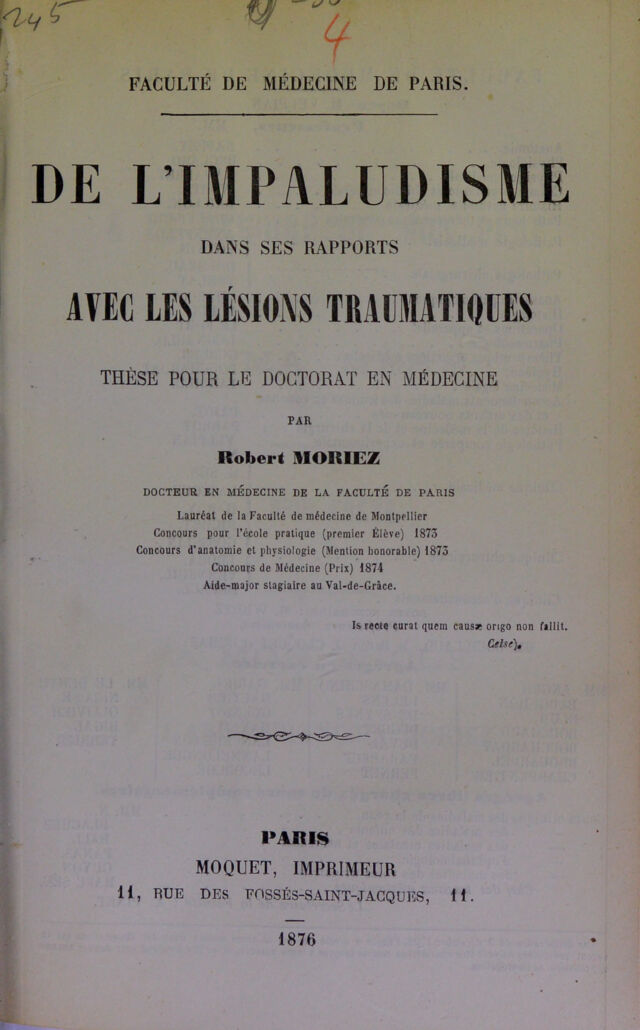 245
4
FACULTÉ DE MÉDECINE DE PARIS.
DE L'IMPALUDISME
DANS SES RAPPORTS
AVEC LES LÉSIONS TRAUMATIQUES
THÈSE POUR LE DOCTORAT EN MÉDECINE
PAR
Robert MORIEZ
DOCTEUR EN MÉDECINE DE LA FACULTÉ DE PARIS
Lauréat de la Faculté de médecine de Montpellier
Concours pour l'école pratique (premier Élève) 1873
Concours d'anatomie et physiologie (Mention honorable) 1873
Concours de Médecine (Prix) 1874
Aide-major stagiaire au Val-de-Grâce.
Is recte curat quem causæ origo non fallit.
Celse).
PARIS
MOQUET, IMPRIMEUR
11, RUE DES FOSSÉS-SAINT-JACQUES, 11.
1876